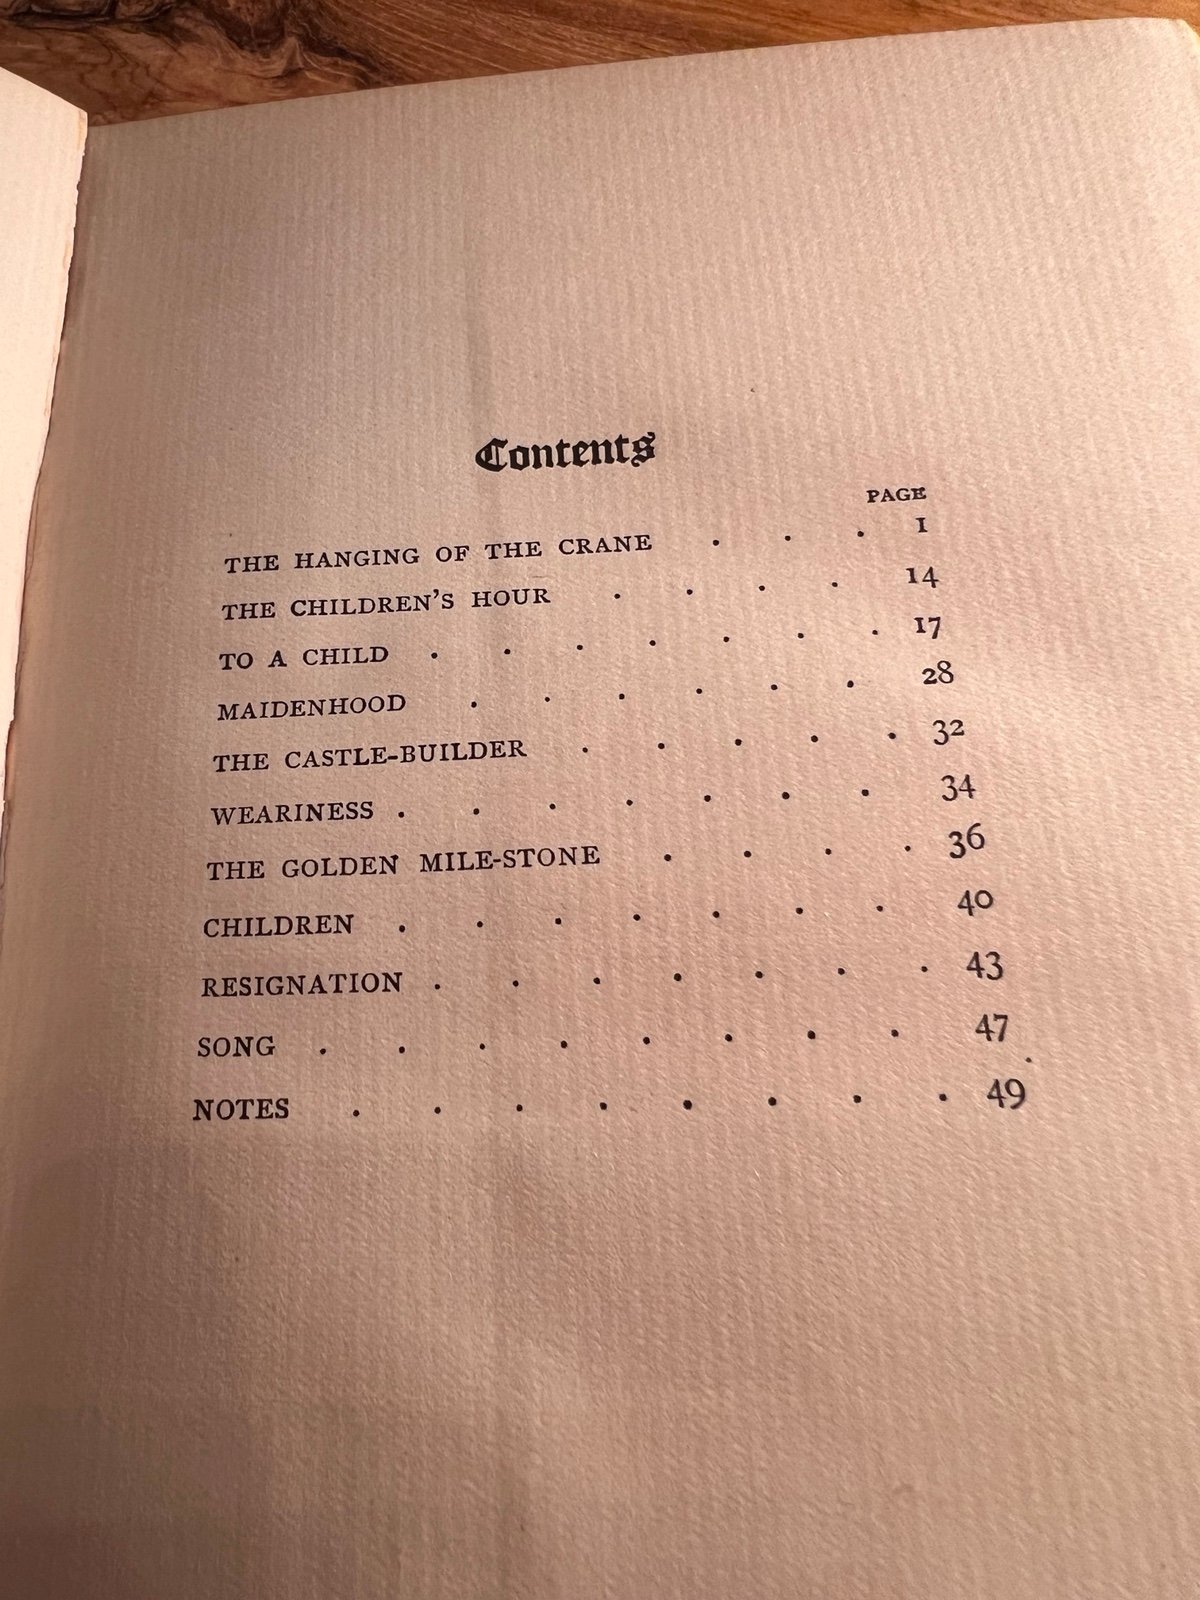 Contents
PAGE
THE HANGING OF THE CRANE . . . 1
THE CHILDREN'S HOUR . . . . 14
TO A CHILD . . . . . . . 17
MAIDENHOOD . . . . . . 28
THE CASTLE-BUILDER . . . . . 32
WEARINESS . . . . . . . 34
THE GOLDEN MILE-STONE . . . . 36
CHILDREN . . . . . . . 40
RESIGNATION . . . . . . . 43
SONG . . . . . . . . 47
NOTES . . . . . . . . 49